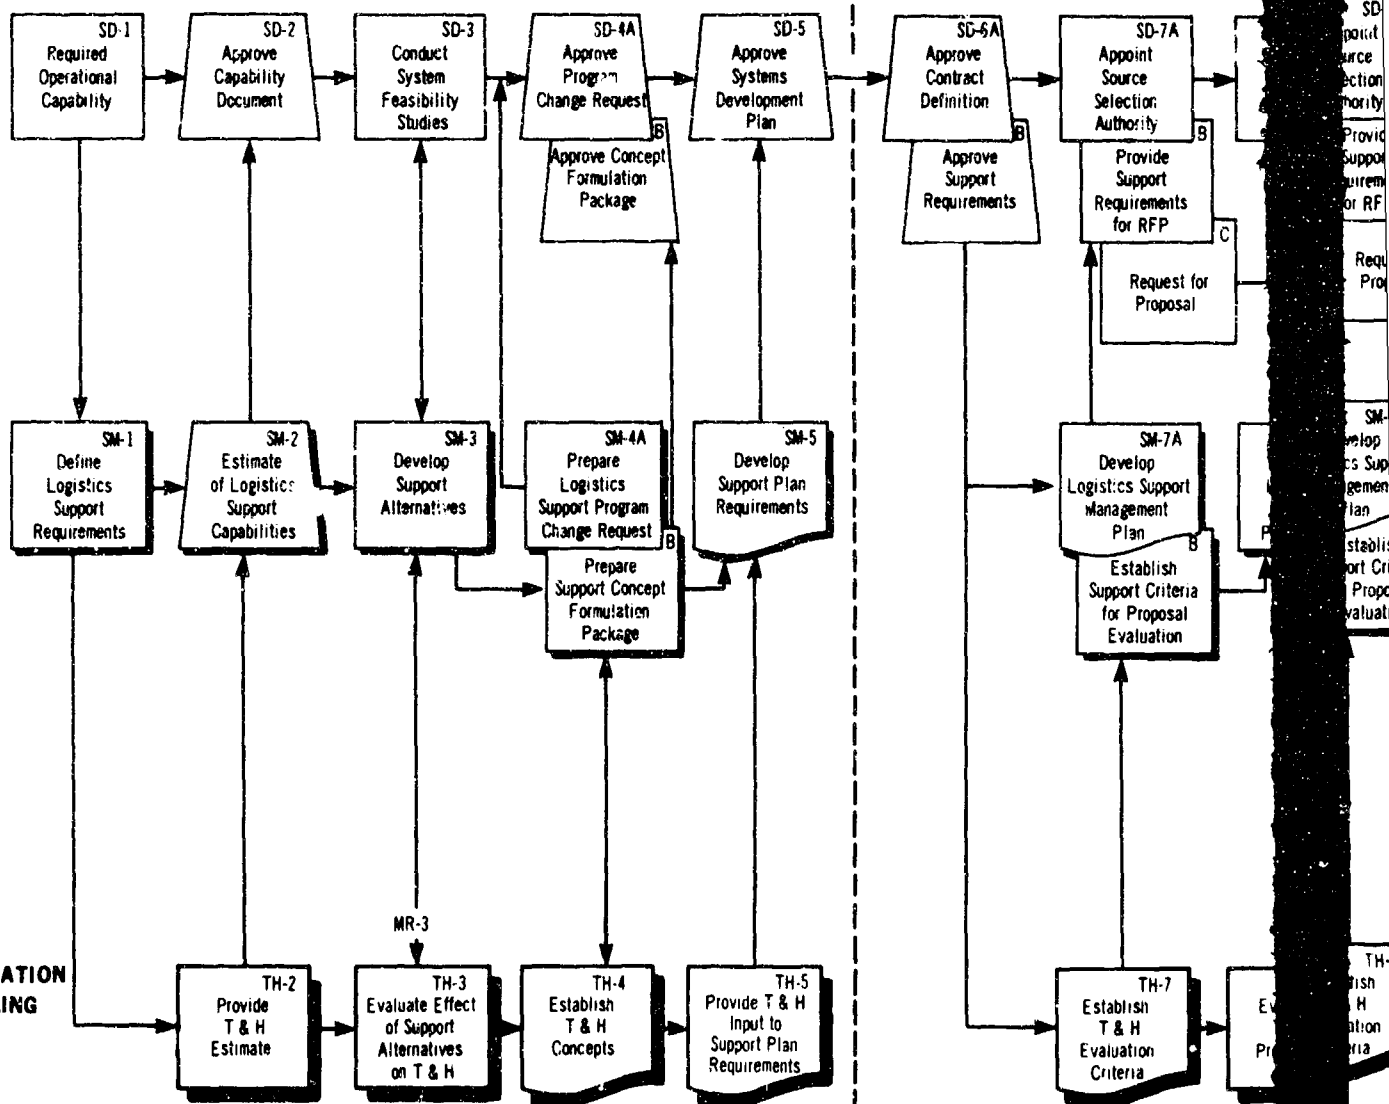 SD-1
Required
Operational
Capability
SD-2
Approve
Capability
Document
SD-3
Conduct
System
Feasibility
Studies
SD-4A
Approve
Program
Change Request
B
Approve Concept
Formulation
Package
SD-5
Approve
Systems
Development
Plan
SD-6A
Approve
Contract
Definition
B
Approve
Support
Requirements
SD-7A
Appoint
Source
Selection
Authority
B
Provide
Support
Requirements
for RFP
C
Request for
Proposal
SM-1
Define
Logistics
Support
Requirements
SM-2
Estimate
of Logistics
Support
Capabilities
SM-3
Develop
Support
Alternatives
SM-4A
Prepare
Logistics
Support Program
Change Request
B
Prepare
Support Concept
Formulation
Package
SM-5
Develop
Support Plan
Requirements
SM-7A
Develop
Logistics Support
Management
Plan
B
Establish
Support Criteria
for Proposal
Evaluation
MR-3
ATION
ING
TH-2
Provide
T & H
Estimate
TH-3
Evaluate Effect
of Support
Alternatives
on T & H
TH-4
Establish
T & H
Concepts
TH-5
Provide T & H
Input to
Support Plan
Requirements
TH-7
Establish
T & H
Evaluation
Criteria